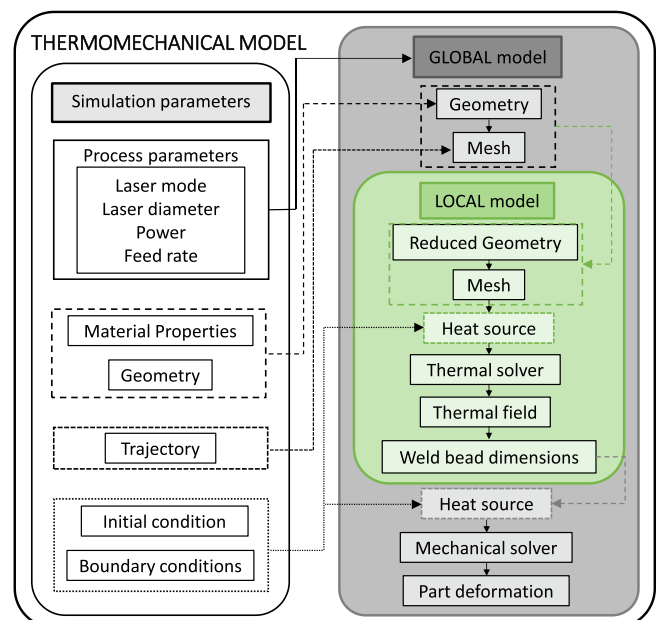 THERMOMECHANICAL MODEL
Simulation parameters
Process parameters
Laser mode
Laser diameter
Power
Feed rate
Material Properties
Geometry
Trajectory
Initial condition
Boundary conditions
GLOBAL model
Geometry
Mesh
LOCAL model
Reduced Geometry
Mesh
Heat source
Thermal solver
Thermal field
Weld bead dimensions
Heat source
Mechanical solver
Part deformation